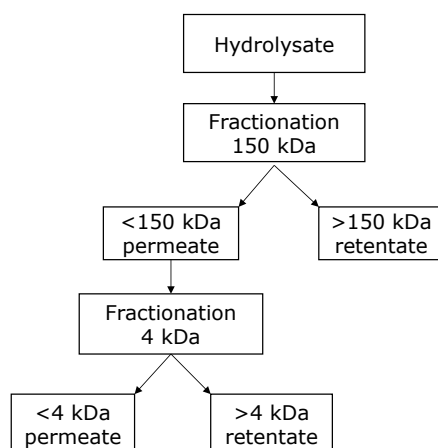 Hydrolysate
Fractionation
150 kDa
<150 kDa
permeate
>150 kDa
retentate
Fractionation
4 kDa
<4 kDa
permeate
>4 kDa
retentate